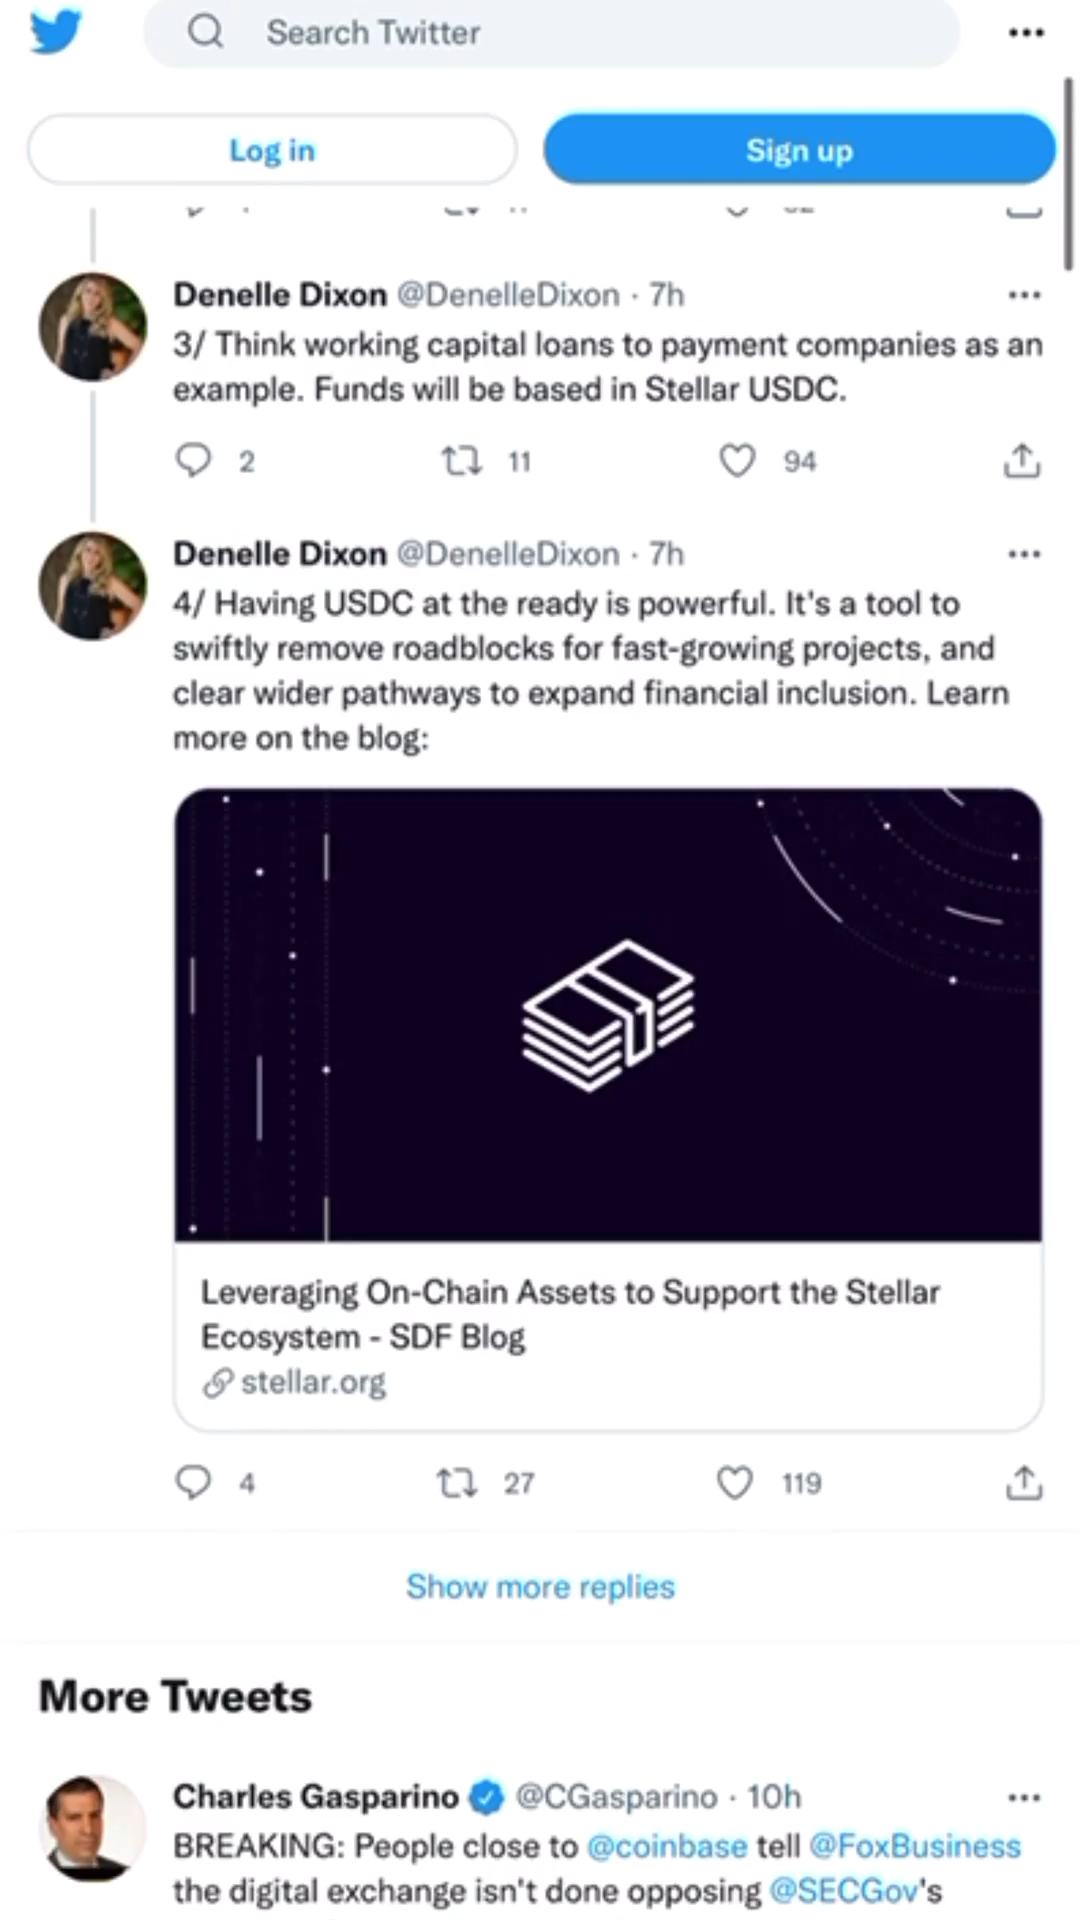 Search Twitter
Log in
Sign up
Denelle Dixon @DenelleDixon · 7h
3/ Think working capital loans to payment companies as an
example. Funds will be based in Stellar USDC.
2 11 94
Denelle Dixon @DenelleDixon · 7h
4/ Having USDC at the ready is powerful. It's a tool to
swiftly remove roadblocks for fast-growing projects, and
clear wider pathways to expand financial inclusion. Learn
more on the blog:
Leveraging On-Chain Assets to Support the Stellar
Ecosystem - SDF Blog
stellar.org
4 27 119
Show more replies
More Tweets
Charles Gasparino @CGasparino · 10h
BREAKING: People close to @coinbase tell @FoxBusiness
the digital exchange isn't done opposing @SECGov's